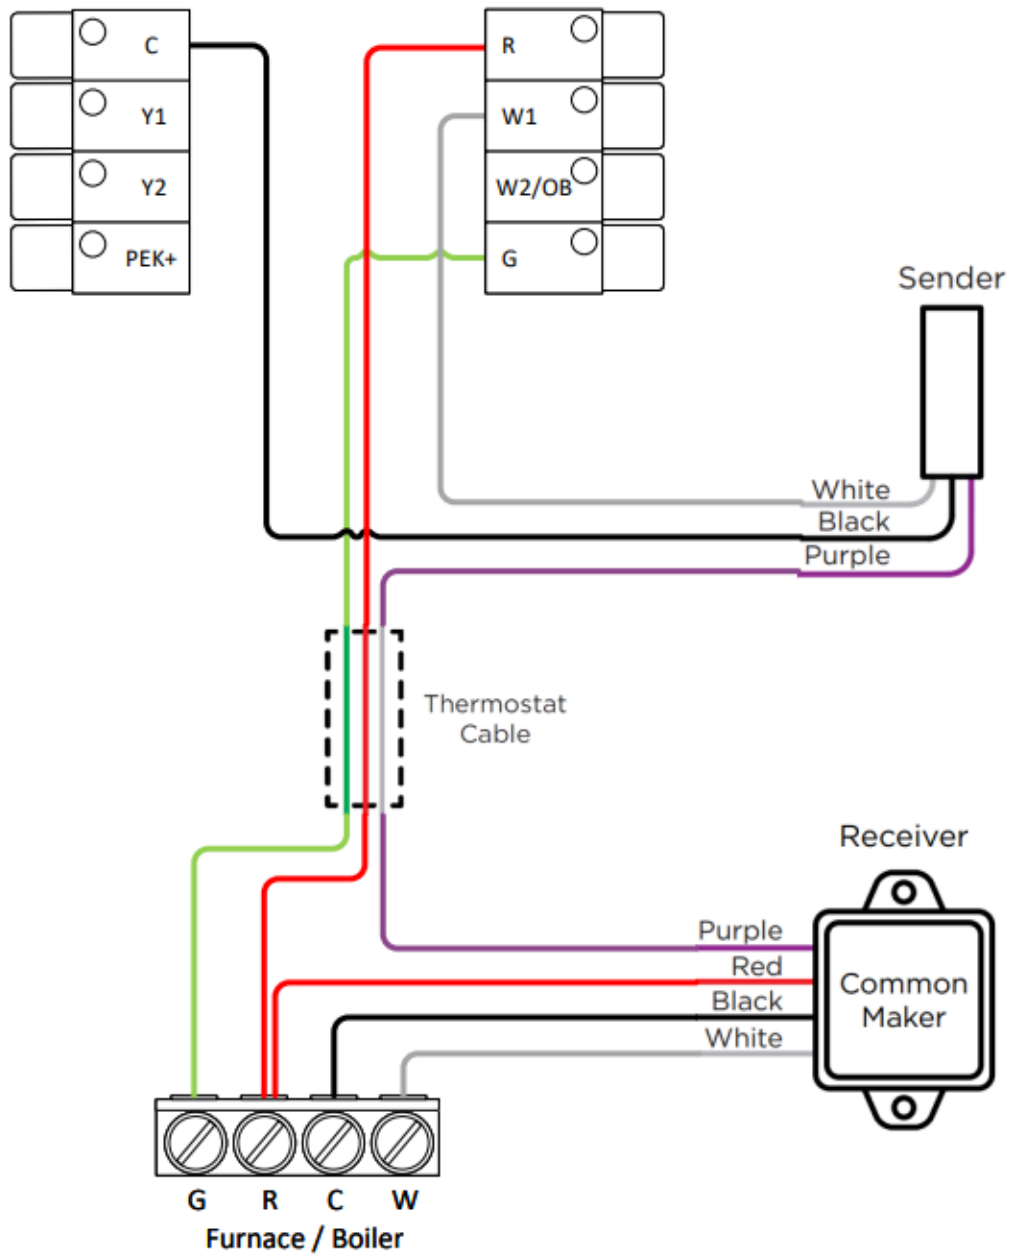 C
Y1
Y2
PEK+
R
W1
W2/OB
G
Sender
White
Black
Purple
Thermostat
Cable
Receiver
Purple
Red
Black
White
Common
Maker
G R C W
Furnace / Boiler